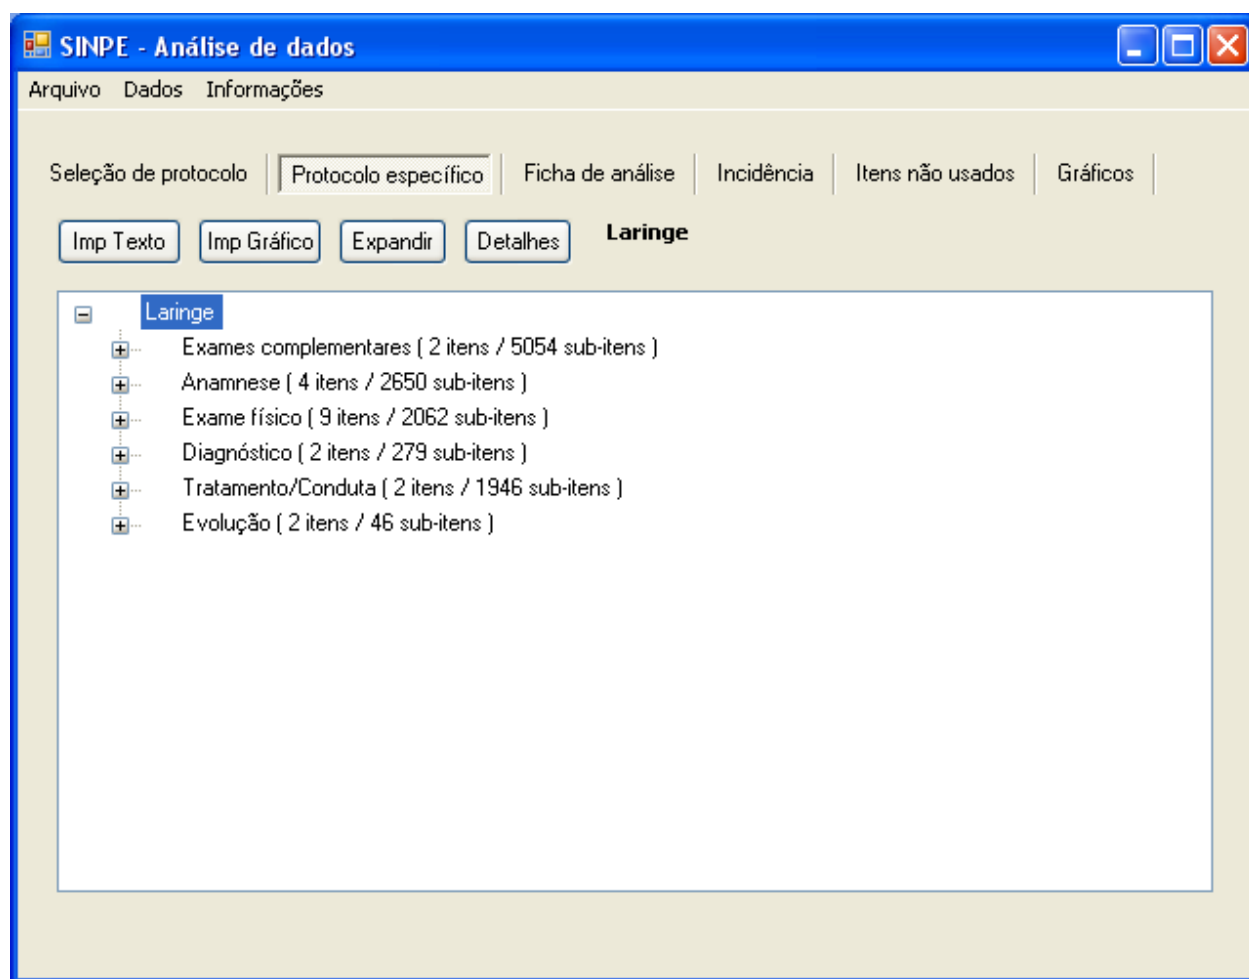 SINPE - Análise de dados
Arquivo Dados Informações
Seleção de protocolo Protocolo específico Ficha de análise Incidência Itens não usados Gráficos
Imp Texto Imp Gráfico Expandir Detalhes Laringe
Laringe
Exames complementares ( 2 itens / 5054 sub-itens )
Anamnese ( 4 itens / 2650 sub-itens )
Exame físico ( 9 itens / 2062 sub-itens )
Diagnóstico ( 2 itens / 279 sub-itens )
Tratamento/Conduta ( 2 itens / 1946 sub-itens )
Evolução ( 2 itens / 46 sub-itens )